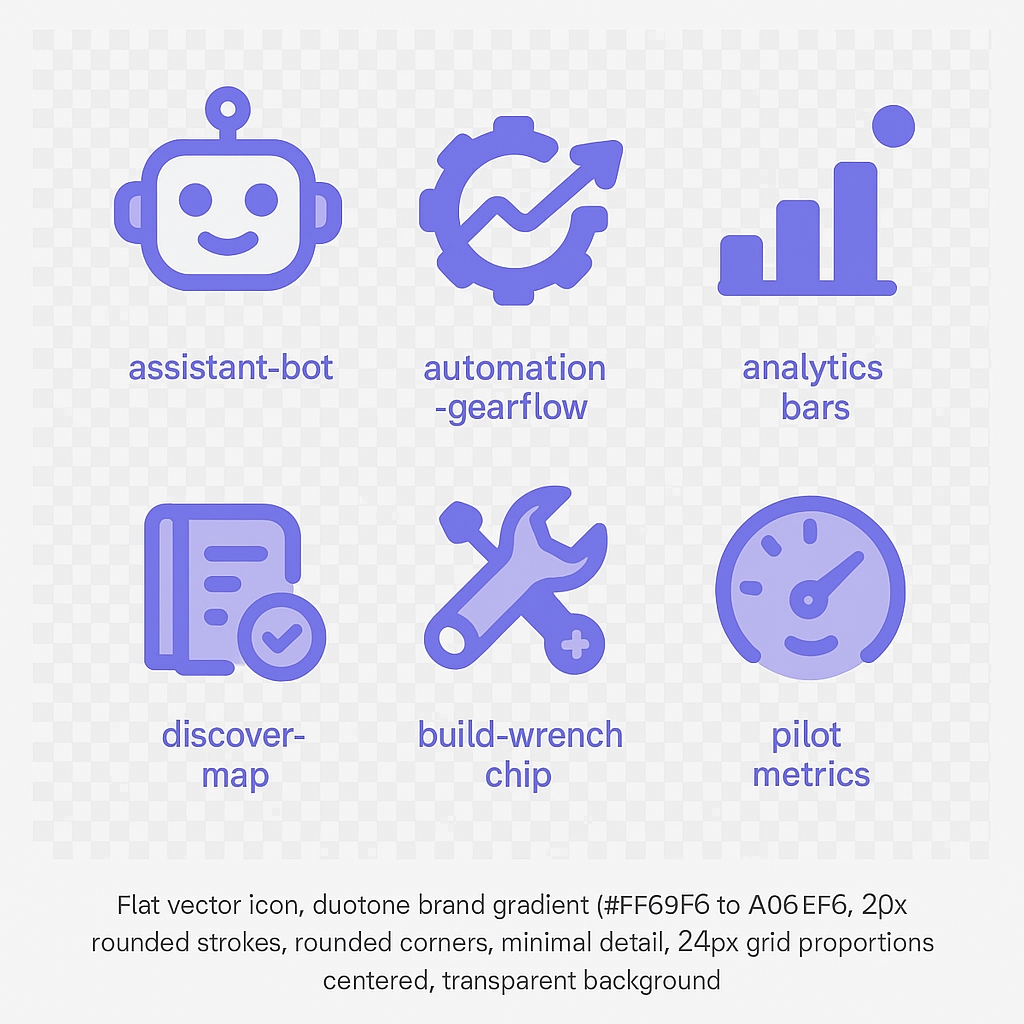 assistant-bot
automation
-gearflow
analytics
bars
discover-
map
build-wrench
chip
pilot
metrics
Flat vector icon, duotone brand gradient (#FF69F6 to A06EF6, 2px
rounded strokes, rounded corners, minimal detail, 24px grid proportions
centered, transparent background